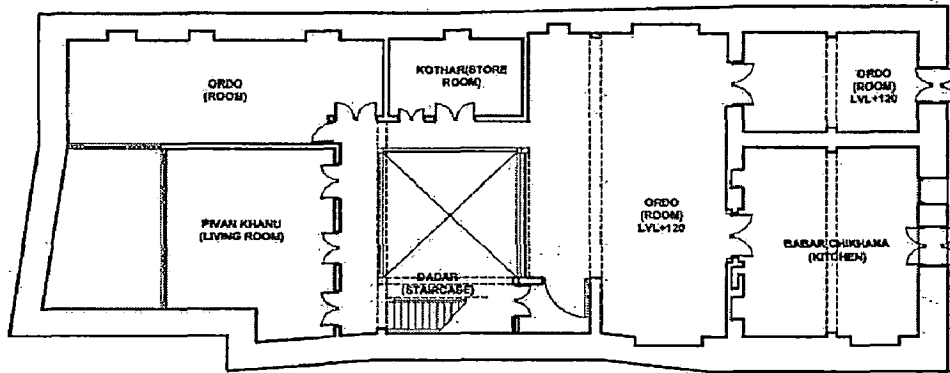 ORDO
(ROOM)
KOTHAR(STORE
ROOM)
ORDO
(ROOM)
LVL+120
PIVAN KHANU
(LIVING ROOM)
ORDO
(ROOM)
LVL+120
BABAR CHIKHANA
(KITCHEN)
DADAR
(STAIRCASE)